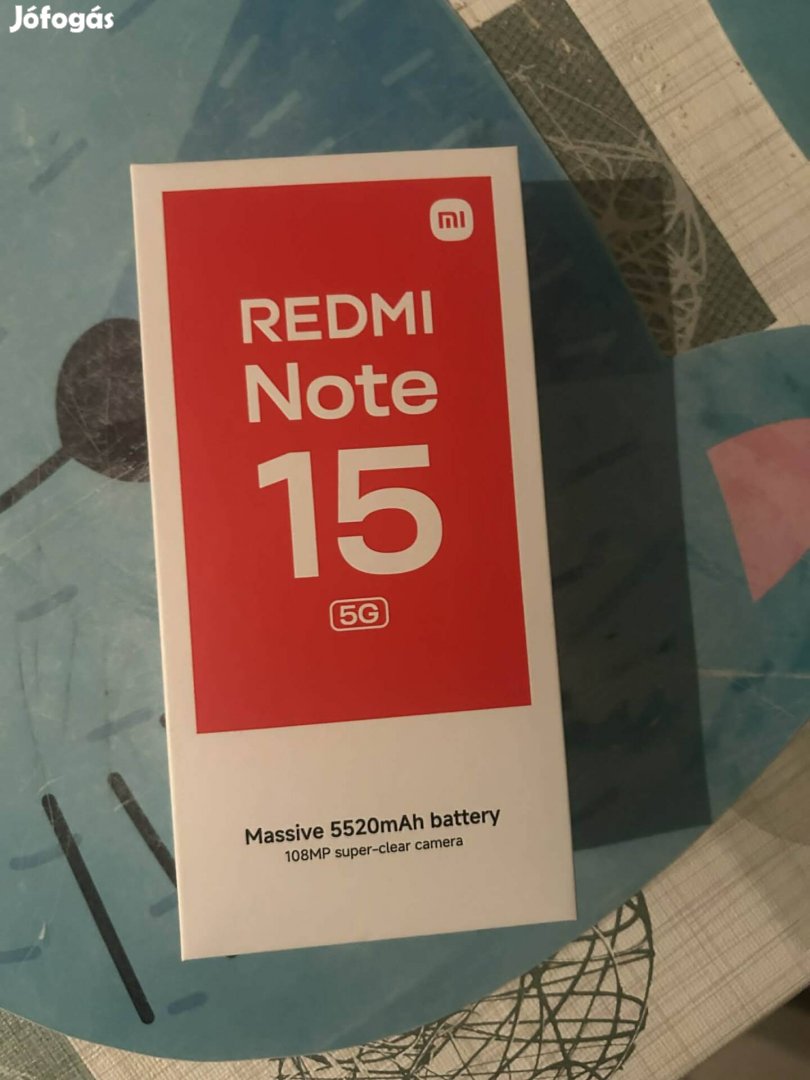 Jófogás
mi
REDMI
Note
15
5G
Massive 5520mAh battery
108MP super-clear camera